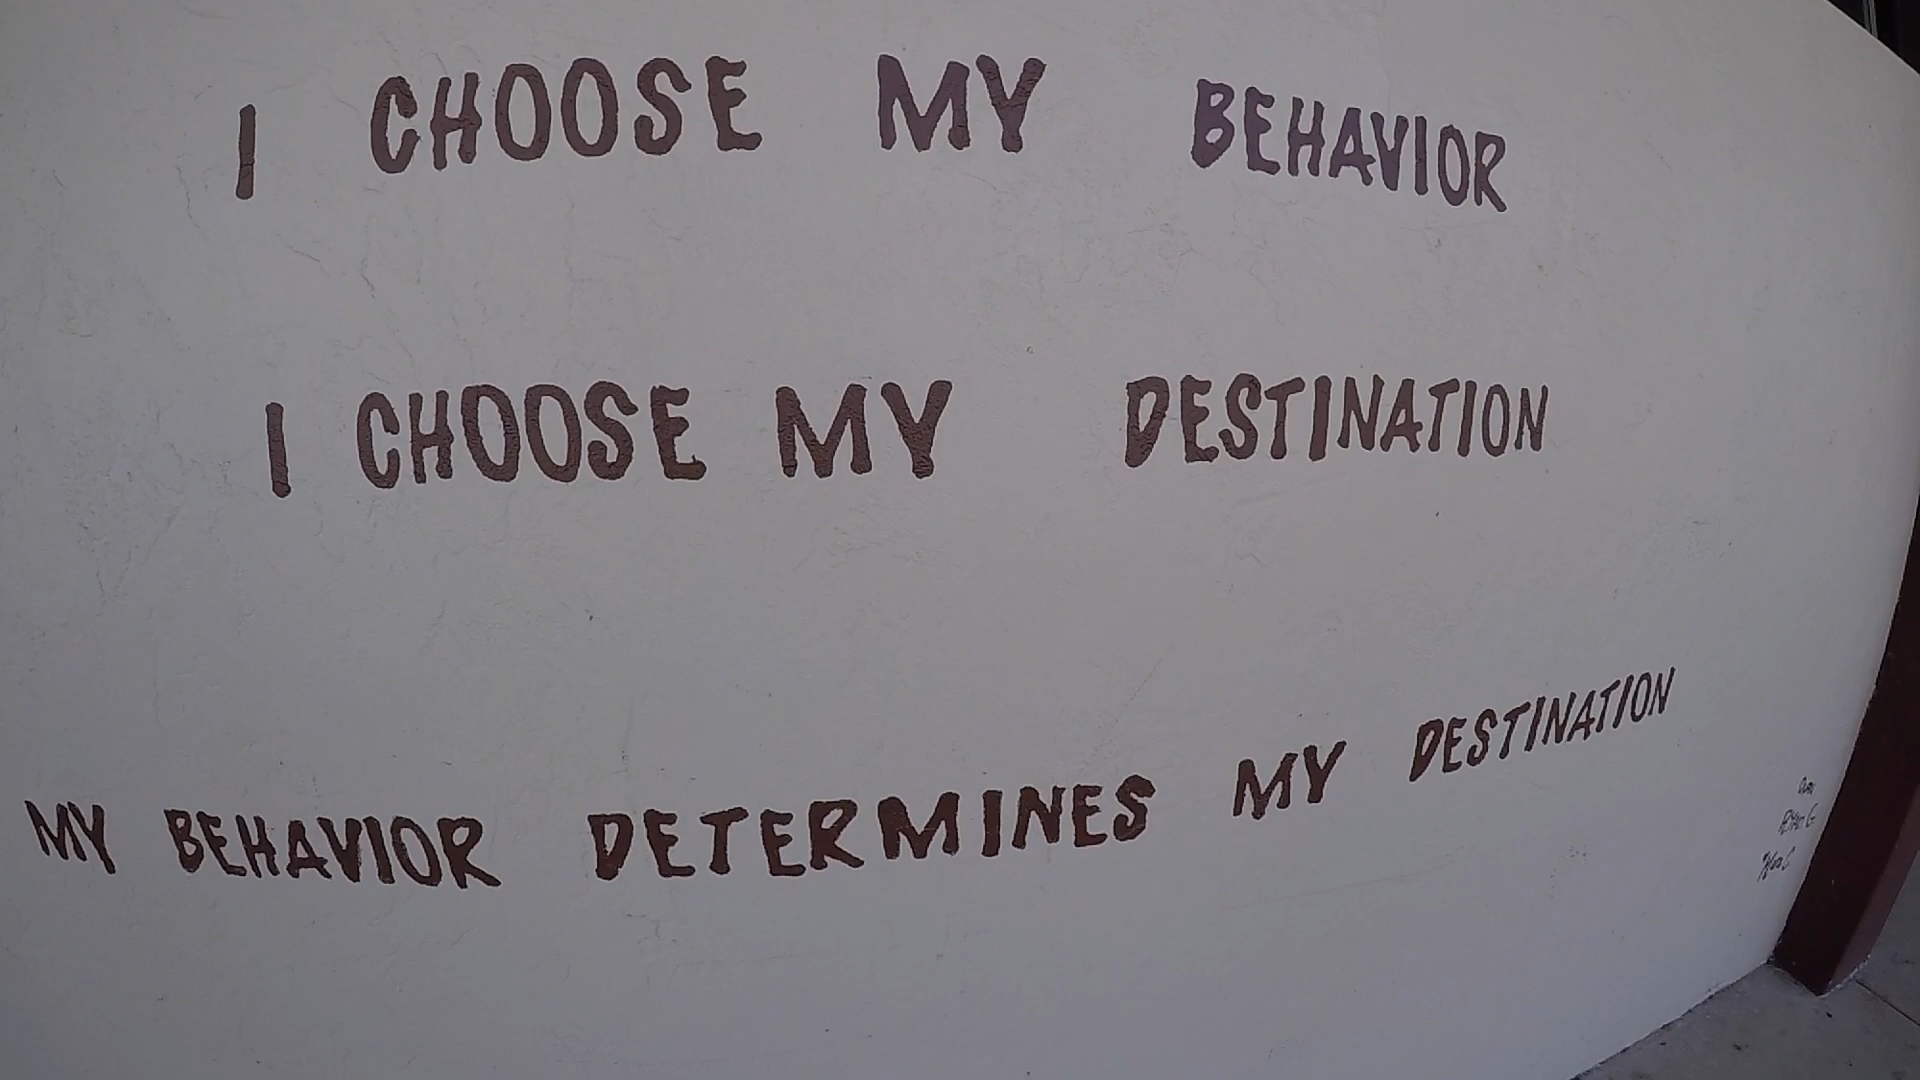 I CHOOSE MY BEHAVIOR
I CHOOSE MY DESTINATION
MY BEHAVIOR DETERMINES MY DESTINATION